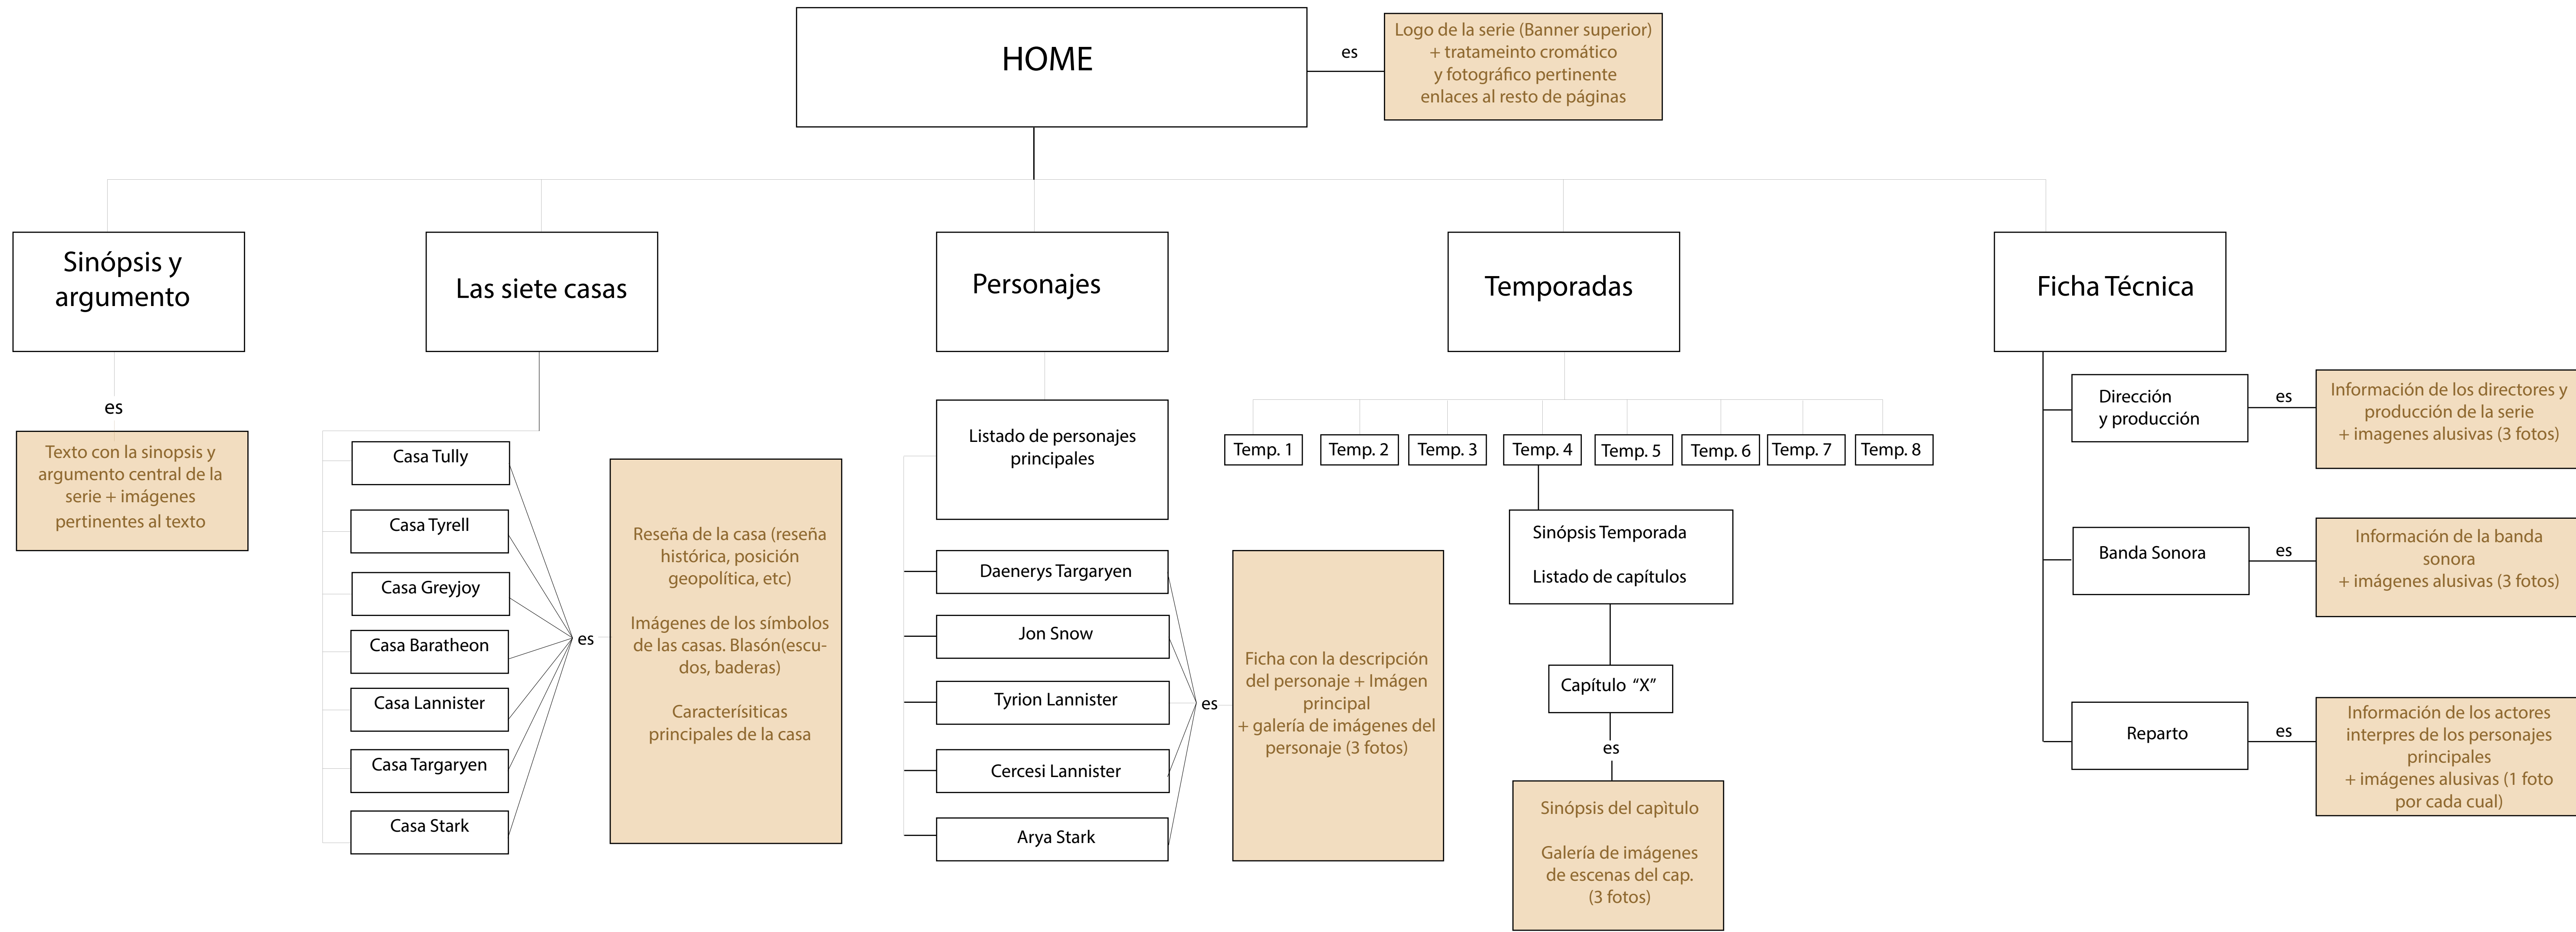 HOME
es
Logo de la serie (Banner superior)
+ tratameinto cromático
y fotográfico pertinente
enlaces al resto de páginas
Sinópsis y
argumento
es
Texto con la sinopsis y
argumento central de la
serie + imágenes
pertinentes al texto
Las siete casas
Casa Tully
Casa Tyrell
Casa Greyjoy
Casa Baratheon
Casa Lannister
Casa Targaryen
Casa Stark
es
Reseña de la casa (reseña
histórica, posición
geopolítica, etc)
Imágenes de los símbolos
de las casas. Blasón(escu-
dos, baderas)
Caracterísiticas
principales de la casa
Personajes
Listado de personajes
principales
Daenerys Targaryen
Jon Snow
Tyrion Lannister
Cercesi Lannister
Arya Stark
es
Ficha con la descripción
del personaje + Imágen
principal
+ galería de imágenes del
personaje (3 fotos)
Temporadas
Temp. 1
Temp. 2
Temp. 3
Temp. 4
Temp. 5
Temp. 6
Temp. 7
Temp. 8
Sinópsis Temporada
Listado de capítulos
Capítulo “X”
es
Sinópsis del capìtulo
Galería de imágenes
de escenas del cap.
(3 fotos)
Ficha Técnica
Dirección
y producción
es
Información de los directores y
producción de la serie
+ imagenes alusivas (3 fotos)
Banda Sonora
es
Información de la banda
sonora
+ imágenes alusivas (3 fotos)
Reparto
es
Información de los actores
interpres de los personajes
principales
+ imágenes alusivas (1 foto
por cada cual)